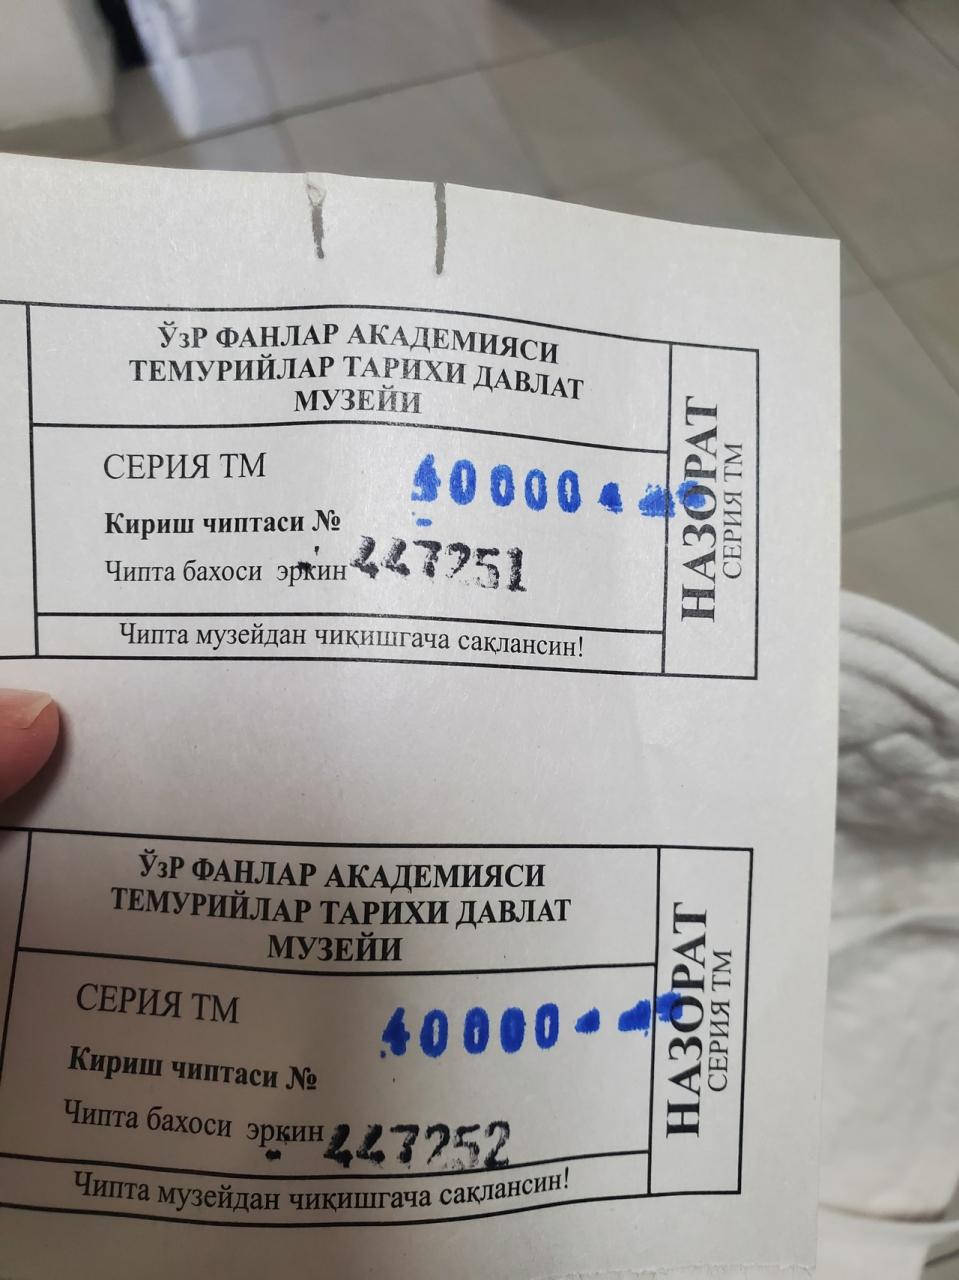 ЎзР ФАНЛАР АКАДЕМИЯСИ
ТЕМУРИЙЛАР ТАРИХИ ДАВЛАТ
МУЗЕЙИ
СЕРИЯ ТМ
40000
Кириш чиптаси №
Чипта бахоси эркин 447251
Чипта музейдан чиқишгача сақлансин!
НАЗОРАТ
СЕРИЯ ТМ
ЎзР ФАНЛАР АКАДЕМИЯСИ
ТЕМУРИЙЛАР ТАРИХИ ДАВЛАТ
МУЗЕЙИ
СЕРИЯ ТМ
40000
Кириш чиптаси №
Чипта бахоси эркин 447252
Чипта музейдан чиқишгача сақлансин!
НАЗОРАТ
СЕРИЯ ТМ